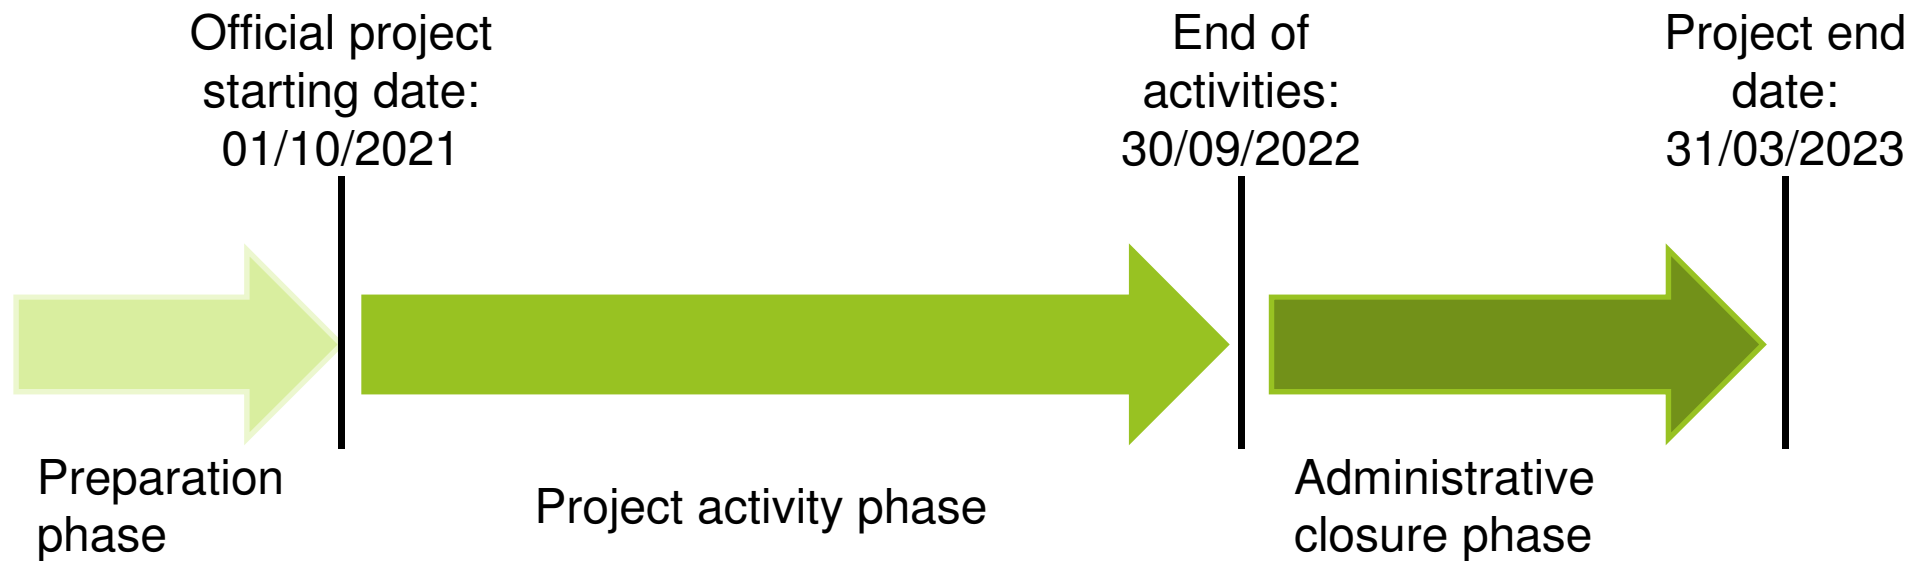 Official project
starting date:
01/10/2021
End of
activities:
30/09/2022
Project end
date:
31/03/2023
Preparation
phase
Project activity phase
Administrative
closure phase